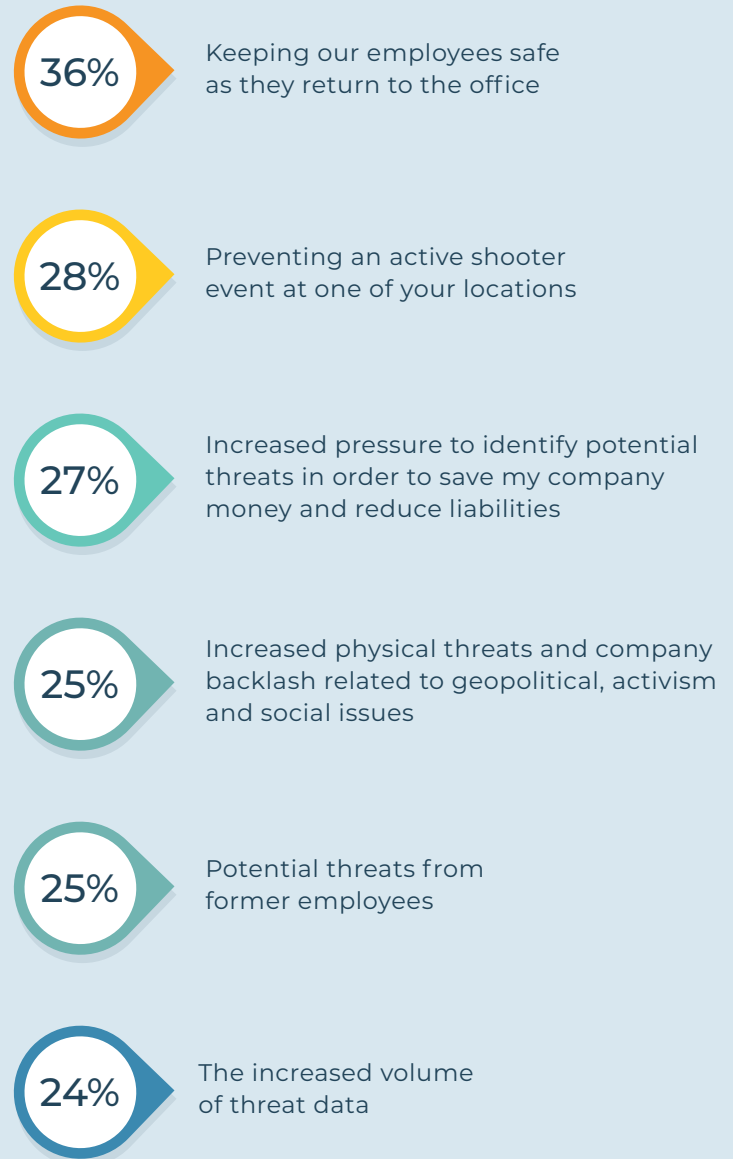 36%
Keeping our employees safe
as they return to the office
28%
Preventing an active shooter
event at one of your locations
27%
Increased pressure to identify potential
threats in order to save my company
money and reduce liabilities
25%
Increased physical threats and company
backlash related to geopolitical, activism
and social issues
25%
Potential threats from
former employees
24%
The increased volume
of threat data